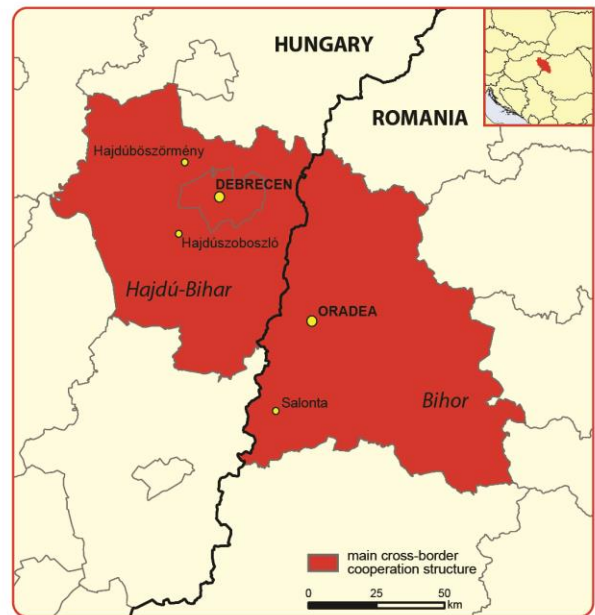 HUNGARY
ROMANIA
Hajdúböszörmény
DEBRECEN
Hajdúszoboszló
Hajdú-Bihar
ORADEA
Salonta
Bihor
main cross-border
cooperation structure
0 25 50
km